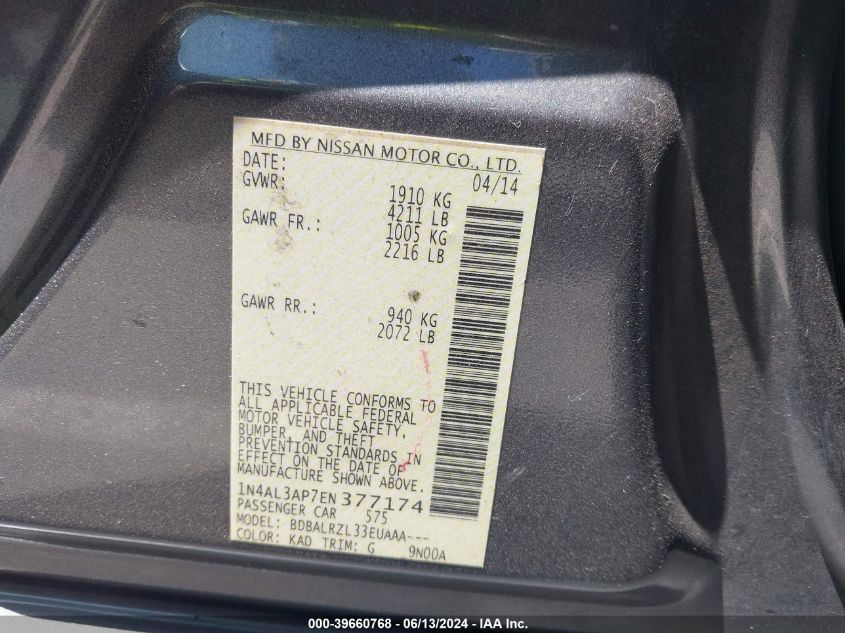 MFD BY NISSAN MOTOR CO., LTD.
DATE: 04/14
GVWR: 1910 KG
4211 LB
GAWR FR.: 1005 KG
2216 LB
GAWR RR.: 940 KG
2072 LB
THIS VEHICLE CONFORMS TO
ALL APPLICABLE FEDERAL
MOTOR VEHICLE SAFETY,
BUMPER, AND THEFT
PREVENTION STANDARDS IN
EFFECT ON THE DATE OF
MANUFACTURE SHOWN ABOVE.
1N4AL3AP7EN 377174
PASSENGER CAR 575
MODEL: BDBALRZL33EUAAA---
COLOR: KAD TRIM: G 9N00A
000-39660768 - 06/13/2024 - IAA Inc.